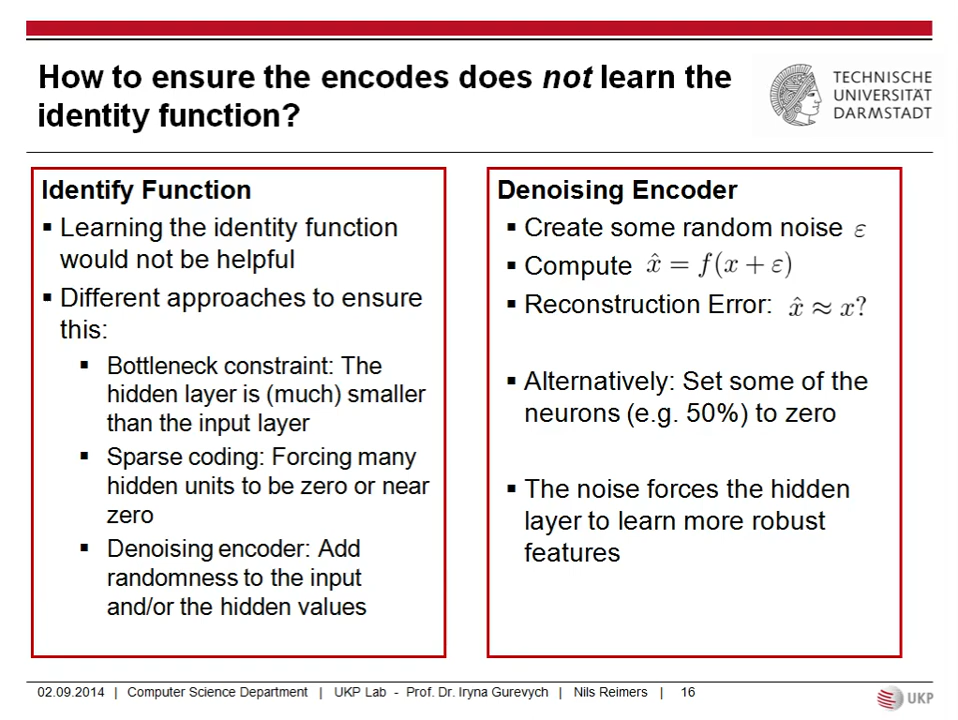 How to ensure the encodes does not learn the
identity function?
TECHNISCHE
UNIVERSITÄT
DARMSTADT
Identify Function
▪ Learning the identity function
would not be helpful
▪ Different approaches to ensure
this:
▪ Bottleneck constraint: The
hidden layer is (much) smaller
than the input layer
▪ Sparse coding: Forcing many
hidden units to be zero or near
zero
▪ Denoising encoder: Add
randomness to the input
and/or the hidden values
Denoising Encoder
▪ Create some random noise ε
▪ Compute x̂ = f(x + ε)
▪ Reconstruction Error: x̂ ≈ x?
▪ Alternatively: Set some of the
neurons (e.g. 50%) to zero
▪ The noise forces the hidden
layer to learn more robust
features
02.09.2014 | Computer Science Department | UKP Lab - Prof. Dr. Iryna Gurevych | Nils Reimers | 16
UKP